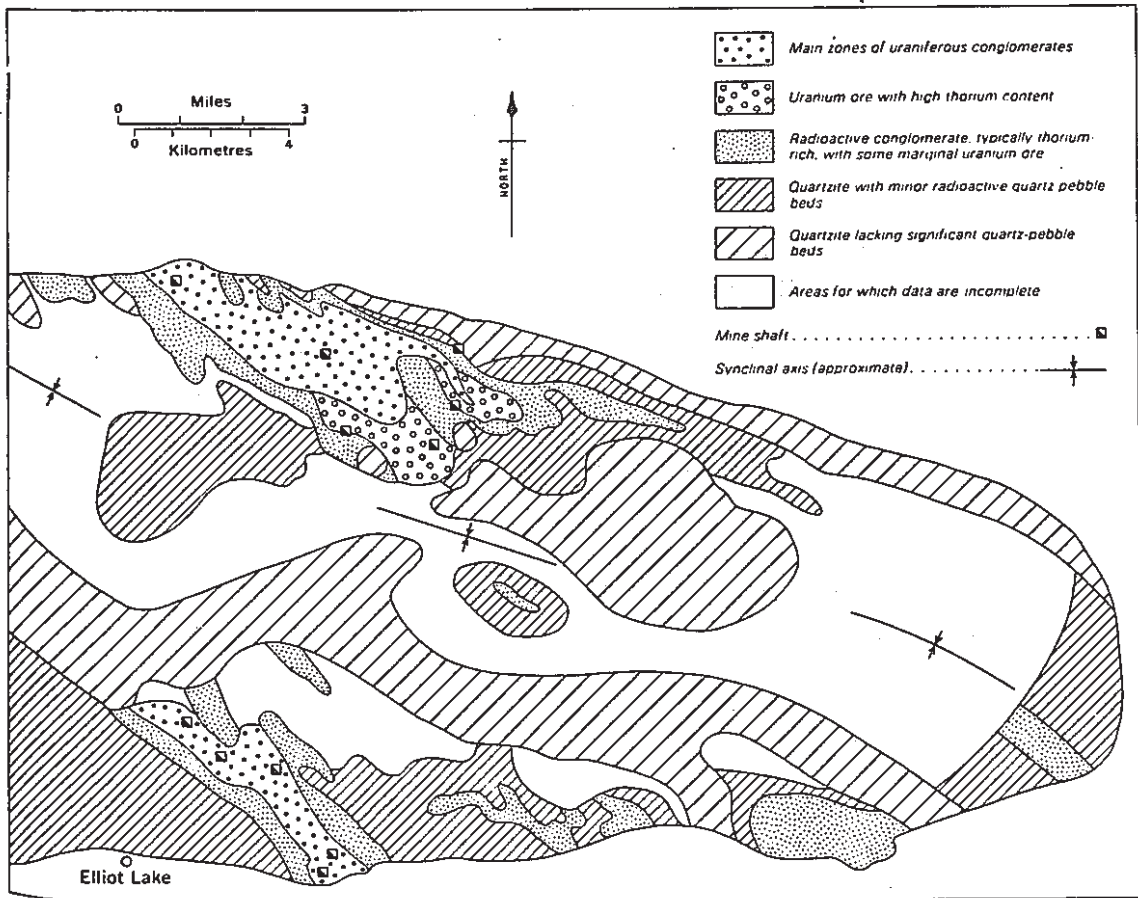 Miles
0 3
0 4
Kilometres
NORTH
Main zones of uraniferous conglomerates
Uranium ore with high thorium content
Radioactive conglomerate, typically thorium-
rich, with some marginal uranium ore
Quartzite with minor radioactive quartz pebble
beds
Quartzite lacking significant quartz-pebble
beds
Areas for which data are incomplete
Mine shaft
Synclinal axis (approximate)
Elliot Lake